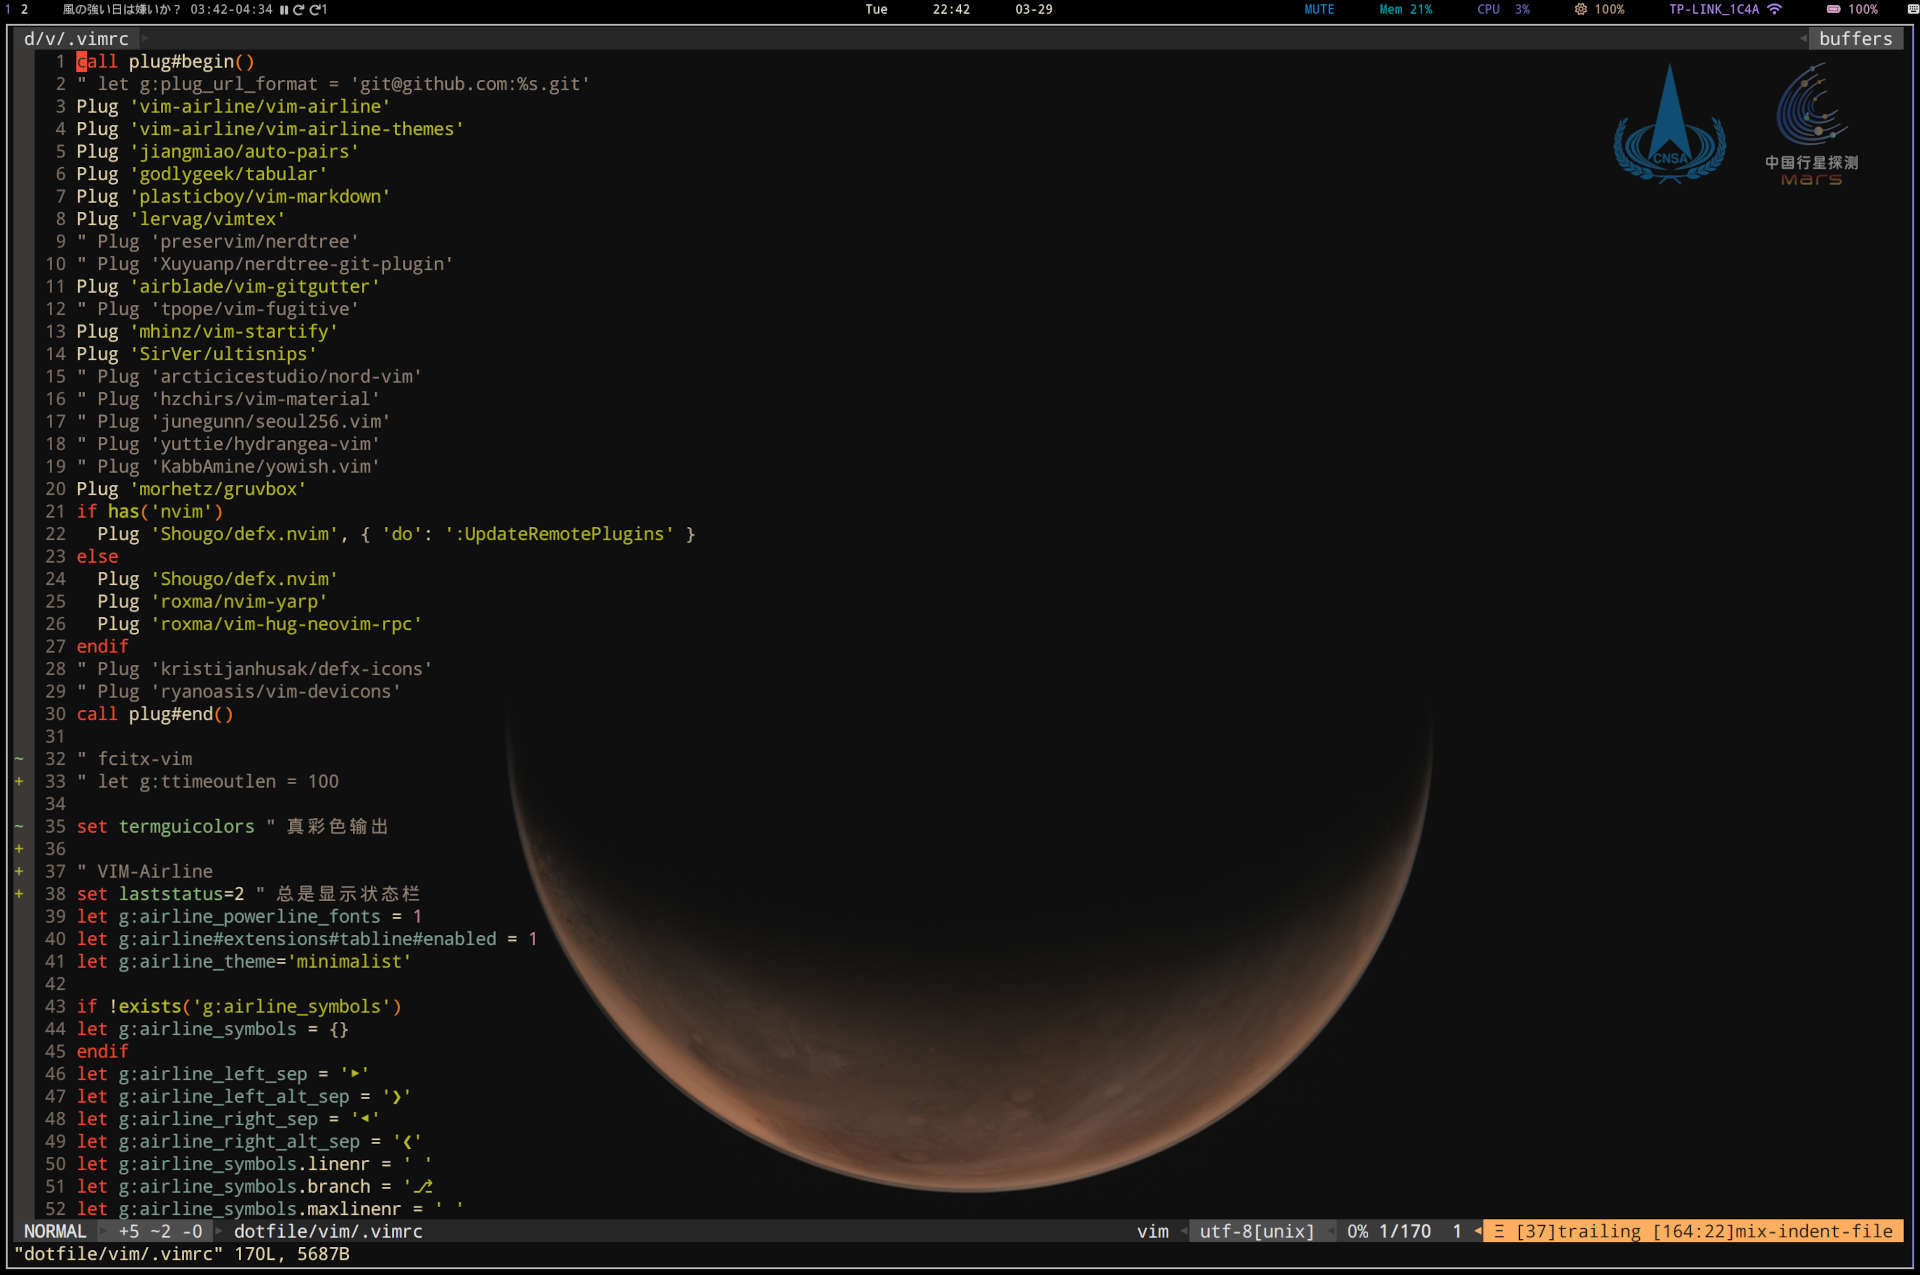 1 2 風の強い日は嫌いか？ 03:42-04:34 1 Tue 22:42 03-29 MUTE Mem 21% CPU 3% 100% TP-LINK_1C4A 100%
d/v/.vimrc buffers
1 call plug#begin()
2 " let g:plug_url_format = 'git@github.com:%s.git'
3 Plug 'vim-airline/vim-airline'
4 Plug 'vim-airline/vim-airline-themes'
5 Plug 'jiangmiao/auto-pairs'
6 Plug 'godlygeek/tabular'
7 Plug 'plasticboy/vim-markdown'
8 Plug 'lervag/vimtex'
9 " Plug 'preservim/nerdtree'
10 " Plug 'Xuyuanp/nerdtree-git-plugin'
11 Plug 'airblade/vim-gitgutter'
12 " Plug 'tpope/vim-fugitive'
13 Plug 'mhinz/vim-startify'
14 Plug 'SirVer/ultisnips'
15 " Plug 'arcticicestudio/nord-vim'
16 " Plug 'hzchirs/vim-material'
17 " Plug 'junegunn/seoul256.vim'
18 " Plug 'yuttie/hydrangea-vim'
19 " Plug 'KabbAmine/yowish.vim'
20 Plug 'morhetz/gruvbox'
21 if has('nvim')
22   Plug 'Shougo/defx.nvim', { 'do': ':UpdateRemotePlugins' }
23 else
24   Plug 'Shougo/defx.nvim'
25   Plug 'roxma/nvim-yarp'
26   Plug 'roxma/vim-hug-neovim-rpc'
27 endif
28 " Plug 'kristijanhusak/defx-icons'
29 " Plug 'ryanoasis/vim-devicons'
30 call plug#end()
31
~ 32 " fcitx-vim
+ 33 " let g:ttimeoutlen = 100
34
~ 35 set termguicolors " 真彩色输出
+ 36
+ 37 " VIM-Airline
+ 38 set laststatus=2 " 总是显示状态栏
39 let g:airline_powerline_fonts = 1
40 let g:airline#extensions#tabline#enabled = 1
41 let g:airline_theme='minimalist'
42
43 if !exists('g:airline_symbols')
44 let g:airline_symbols = {}
45 endif
46 let g:airline_left_sep = '▶'
47 let g:airline_left_alt_sep = '❯'
48 let g:airline_right_sep = '◀'
49 let g:airline_right_alt_sep = '❮'
50 let g:airline_symbols.linenr = ' '
51 let g:airline_symbols.branch = '⎇
52 let g:airline_symbols.maxlinenr = ' '
NORMAL +5 ~2 -0 dotfile/vim/.vimrc vim utf-8[unix] 0% 1/170 1 Ξ [37]trailing [164:22]mix-indent-file
"dotfile/vim/.vimrc" 170L, 5687B
CNSA
中国行星探测
Mars